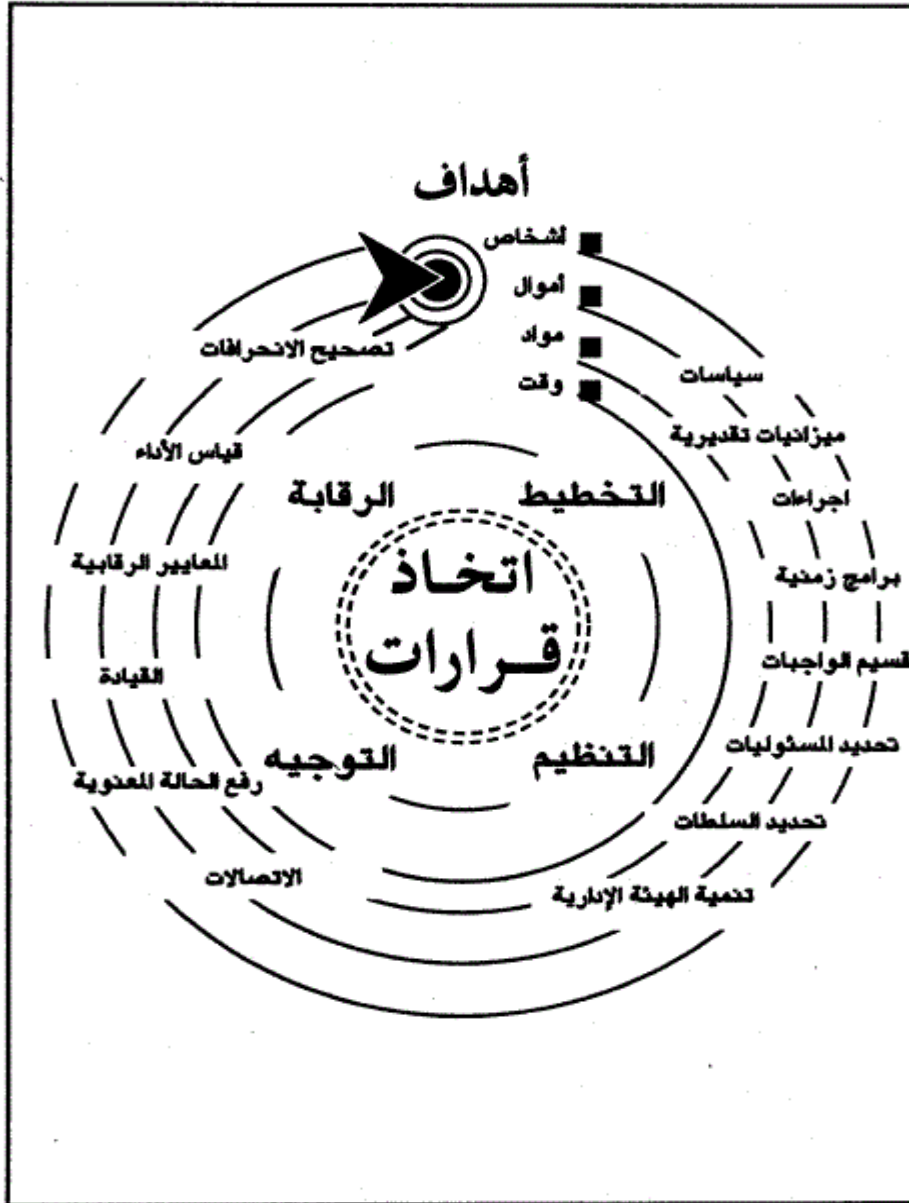 أهداف
أشخاص
أموال
مواد
وقت
سياسات
ميزانيات تقديرية
اجراءات
برامج زمنية
قسيم الواجبات
تحديد المسئوليات
تحديد السلطات
تنمية الهيئة الإدارية
الاتصالات
رفع الحالة المعنوية
القيادة
المعايير الرقابية
قياس الأداء
تصحيح الانحرافات
التخطيط
التنظيم
التوجيه
الرقابة
اتخاذ
قرارات